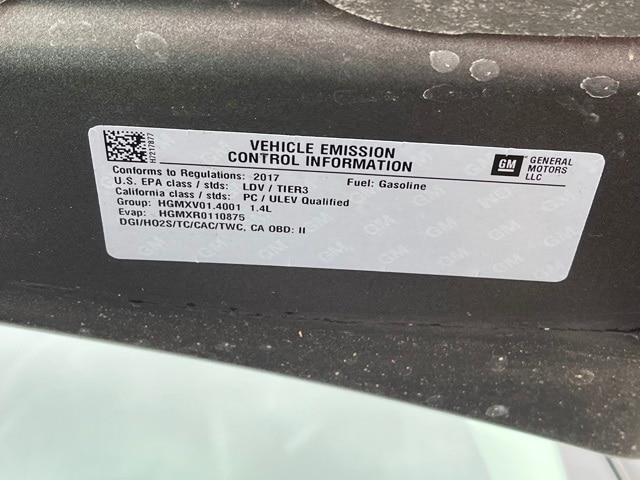 HZ217877
VEHICLE EMISSION
CONTROL INFORMATION
GM
GENERAL
MOTORS
LLC
Conforms to Regulations: 2017 Fuel: Gasoline
U.S. EPA class / stds: LDV / TIER3
California class / stds: PC / ULEV Qualified
Group: HGMXV01.4001 1.4L
Evap: HGMXR0110875
DGI/HO2S/TC/CAC/TWC, CA OBD: II